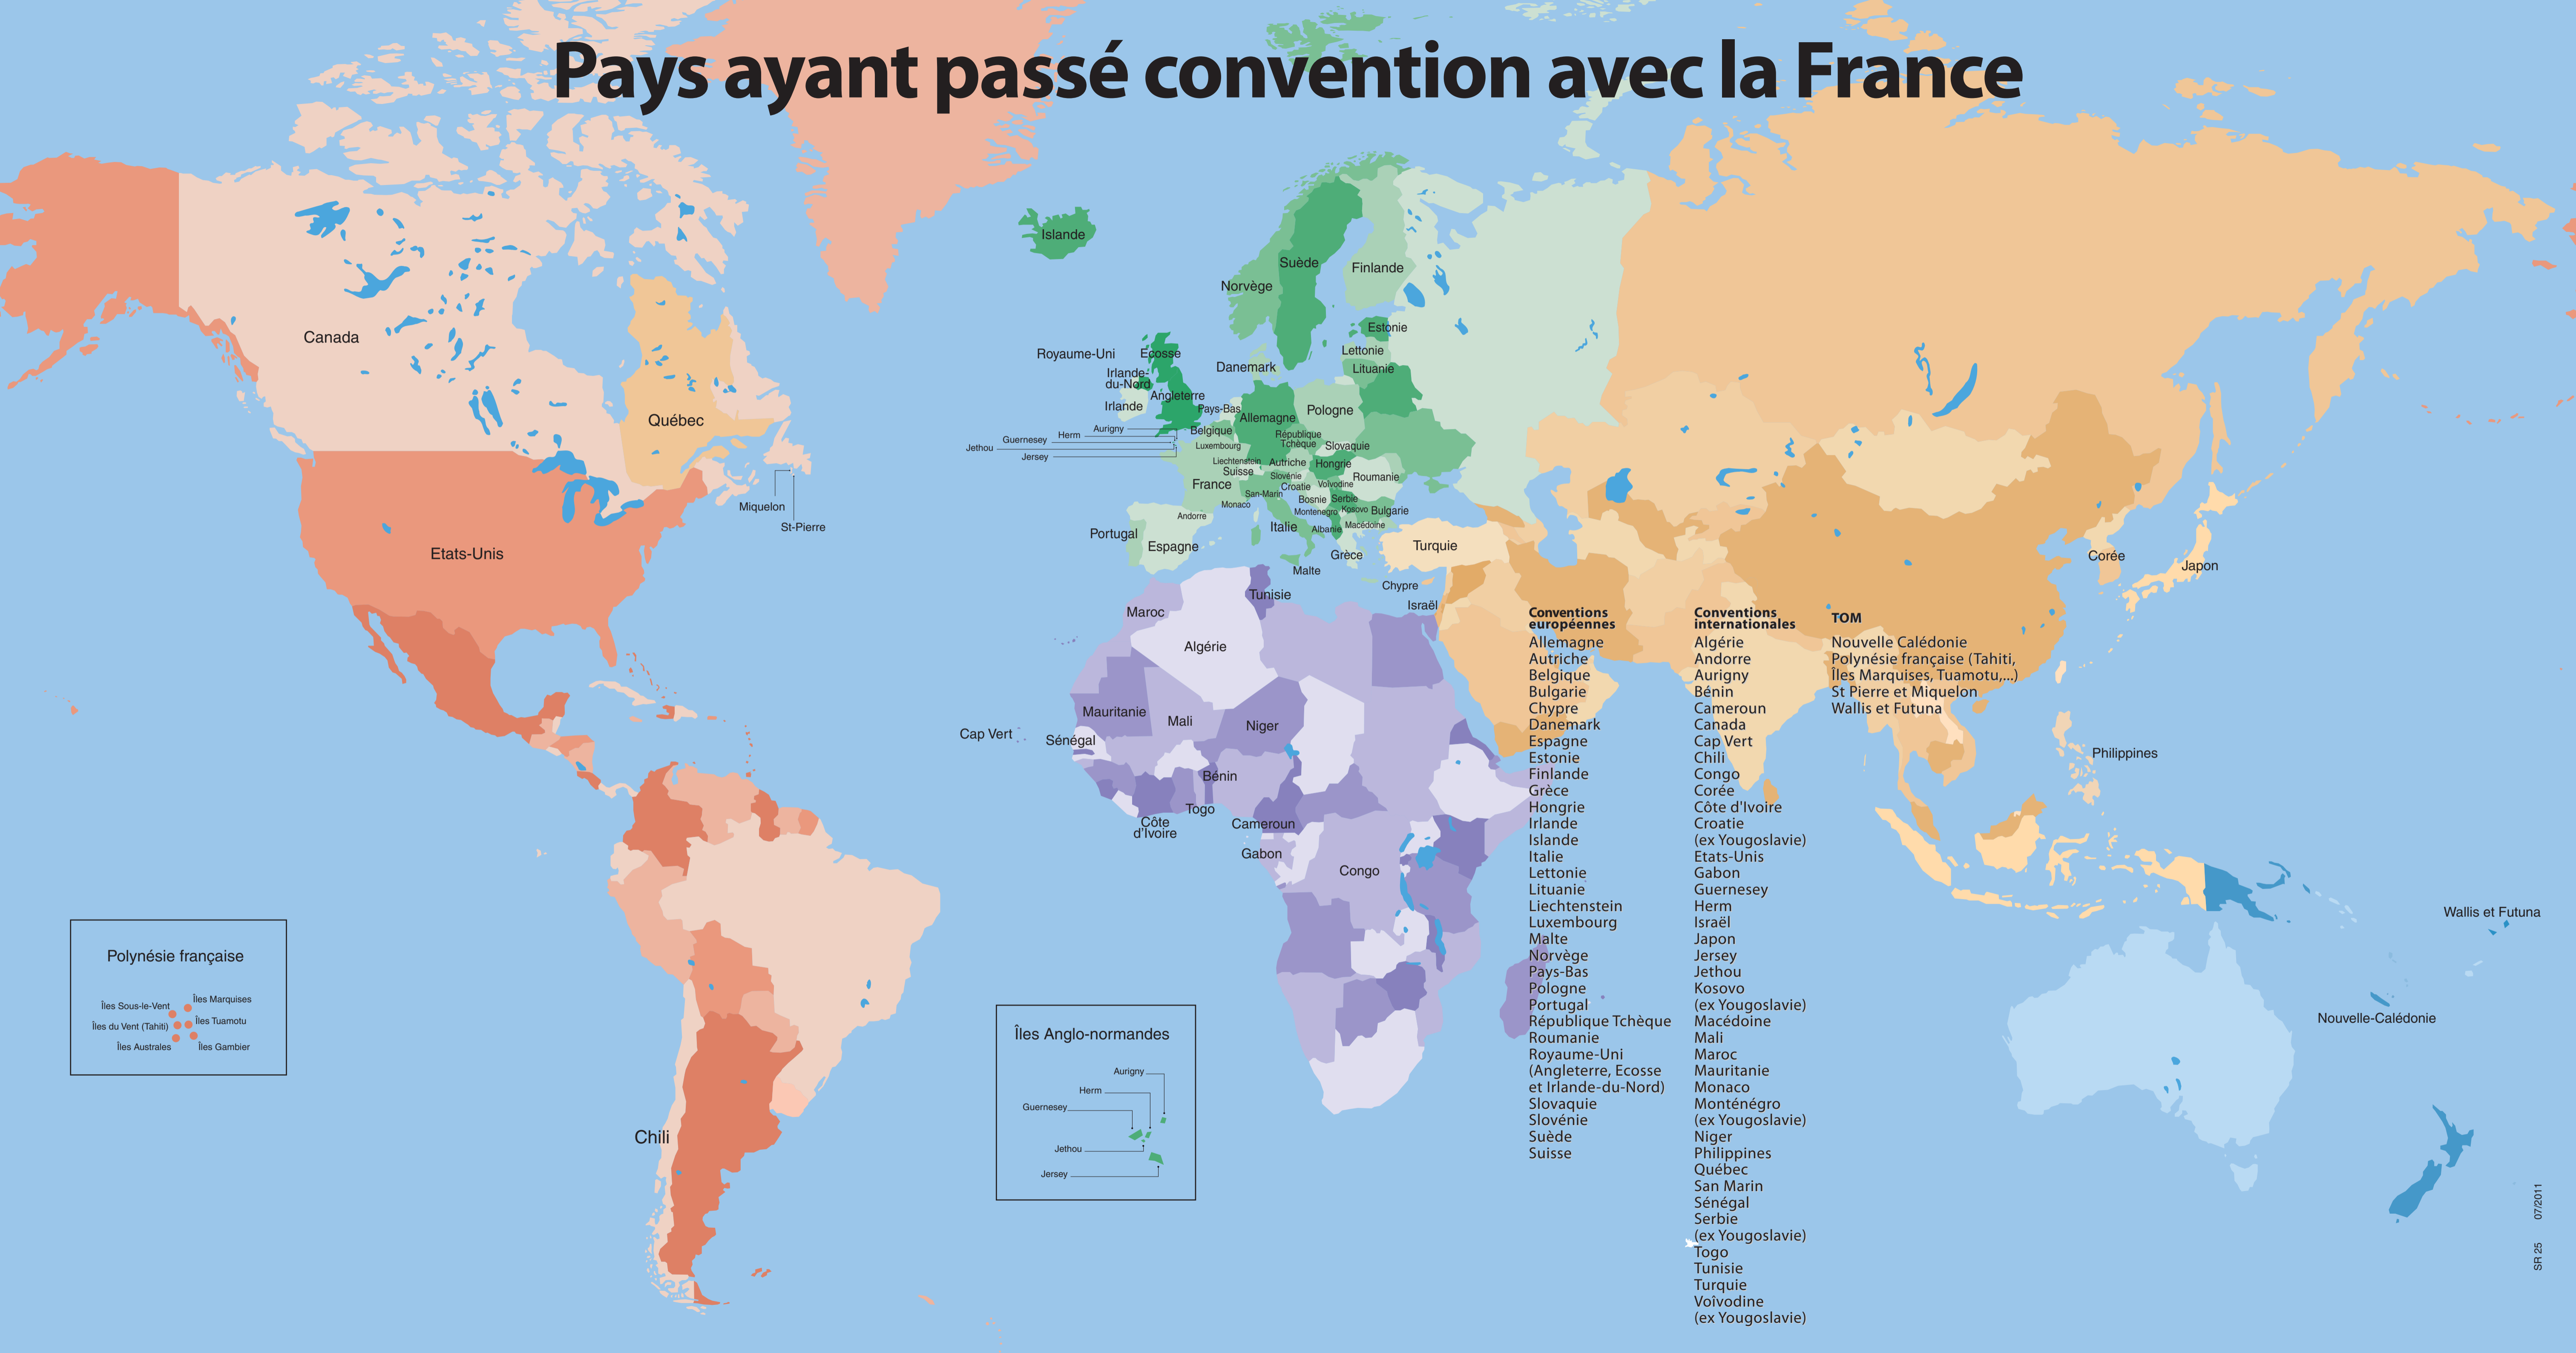 Pays ayant passé convention avec la France
Islande
Suède
Finlande
Norvège
Estonie
Canada
Lettonie
Royaume-Uni
Ecosse
Danemark
Lituanie
Irlande-
du-Nord
Angleterre
Irlande
Pays-Bas
Allemagne
Pologne
Québec
Aurigny
Belgique
Herm
Guernesey
République
Tchèque
Jethou
Luxembourg
Slovaquie
Jersey
Liechtenstein
Autriche
Hongrie
Suisse
Slovénie
Roumanie
France
Croatie
Voïvodine
San-Marin
Bosnie
Serbie
Monaco
Montenegro
Kosovo
Bulgarie
Miquelon
Andorre
St-Pierre
Italie
Albanie
Macédoine
Portugal
Espagne
Turquie
Grèce
Etats-Unis
Corée
Japon
Malte
Chypre
Tunisie
Israël
Maroc
Algérie
Mauritanie
Mali
Niger
Cap Vert
Sénégal
Bénin
Togo
Côte
d'Ivoire
Cameroun
Gabon
Congo
Philippines
Wallis et Futuna
Nouvelle-Calédonie
Chili
Polynésie française
Îles Marquises
Îles Sous-le-Vent
Îles Tuamotu
Îles du Vent (Tahiti)
Îles Australes
Îles Gambier
Îles Anglo-normandes
Aurigny
Herm
Guernesey
Jethou
Jersey
Conventions
européennes
Allemagne
Autriche
Belgique
Bulgarie
Chypre
Danemark
Espagne
Estonie
Finlande
Grèce
Hongrie
Irlande
Islande
Italie
Lettonie
Lituanie
Liechtenstein
Luxembourg
Malte
Norvège
Pays-Bas
Pologne
Portugal
République Tchèque
Roumanie
Royaume-Uni
(Angleterre, Ecosse
et Irlande-du-Nord)
Slovaquie
Slovénie
Suède
Suisse
Conventions
internationales
Algérie
Andorre
Aurigny
Bénin
Cameroun
Canada
Cap Vert
Chili
Congo
Corée
Côte d'Ivoire
Croatie
(ex Yougoslavie)
Etats-Unis
Gabon
Guernesey
Herm
Israël
Japon
Jersey
Jethou
Kosovo
(ex Yougoslavie)
Macédoine
Mali
Maroc
Mauritanie
Monaco
Monténégro
(ex Yougoslavie)
Niger
Philippines
Québec
San Marin
Sénégal
Serbie
(ex Yougoslavie)
Togo
Tunisie
Turquie
Voïvodine
(ex Yougoslavie)
TOM
Nouvelle Calédonie
Polynésie française (Tahiti,
Îles Marquises, Tuamotu,...)
St Pierre et Miquelon
Wallis et Futuna
SR 25 07/2011